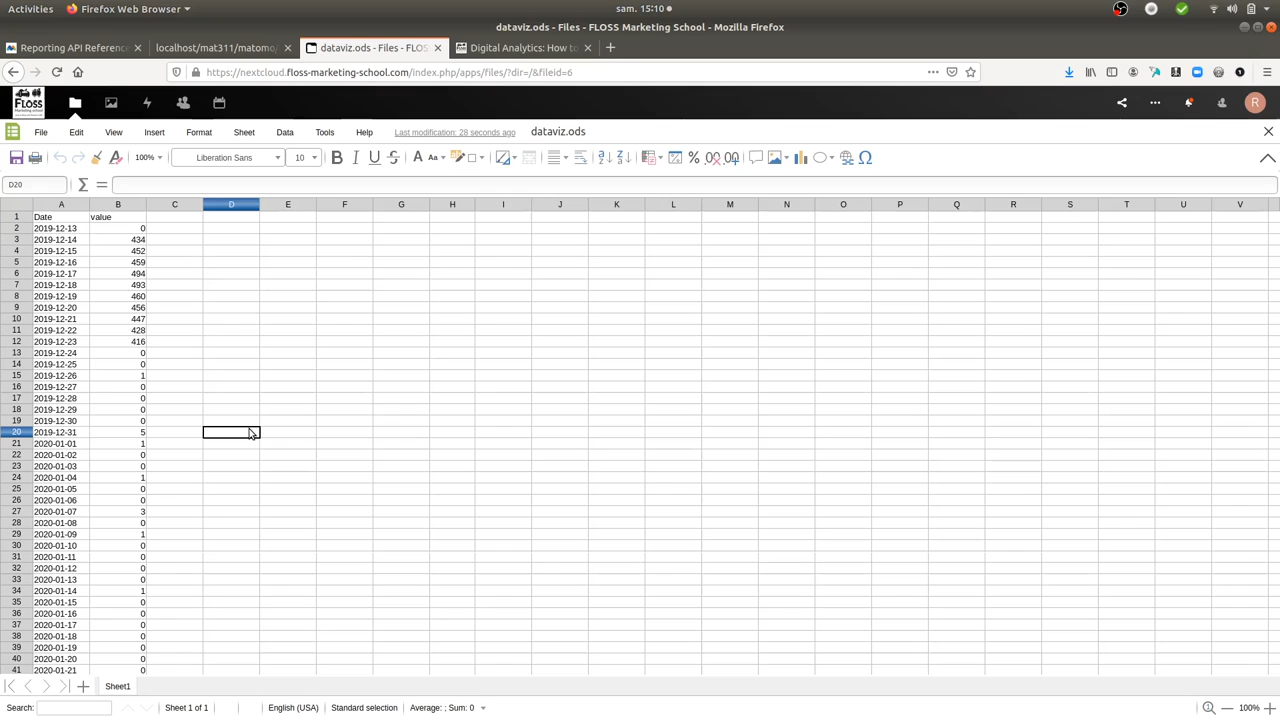 Activities Firefox Web Browser sam. 15:10
dataviz.ods - Files - FLOSS Marketing School - Mozilla Firefox
Reporting API Reference localhost/mat311/matomo/ dataviz.ods - Files - FLO Digital Analytics: How to
https://nextcloud.floss-marketing-school.com/index.php/apps/files/?dir=/&fileid=6
FLOSS Marketing school R
File Edit View Insert Format Sheet Data Tools Help Last modification: 28 seconds ago dataviz.ods
100% Liberation Sans 10
D20
A B C D E F G H I J K L M N O P Q R S T U V
1 Date value
2 2019-12-13 0
3 2019-12-14 434
4 2019-12-15 452
5 2019-12-16 459
6 2019-12-17 494
7 2019-12-18 493
8 2019-12-19 460
9 2019-12-20 456
10 2019-12-21 447
11 2019-12-22 428
12 2019-12-23 416
13 2019-12-24 0
14 2019-12-25 0
15 2019-12-26 1
16 2019-12-27 0
17 2019-12-28 0
18 2019-12-29 0
19 2019-12-30 0
20 2019-12-31 5
21 2020-01-01 1
22 2020-01-02 0
23 2020-01-03 0
24 2020-01-04 1
25 2020-01-05 0
26 2020-01-06 0
27 2020-01-07 3
28 2020-01-08 0
29 2020-01-09 1
30 2020-01-10 0
31 2020-01-11 0
32 2020-01-12 0
33 2020-01-13 0
34 2020-01-14 1
35 2020-01-15 0
36 2020-01-16 0
37 2020-01-17 0
38 2020-01-18 0
39 2020-01-19 0
40 2020-01-20 0
41 2020-01-21 0
Sheet1
Search: Sheet 1 of 1 English (USA) Standard selection Average: ; Sum: 0 100%